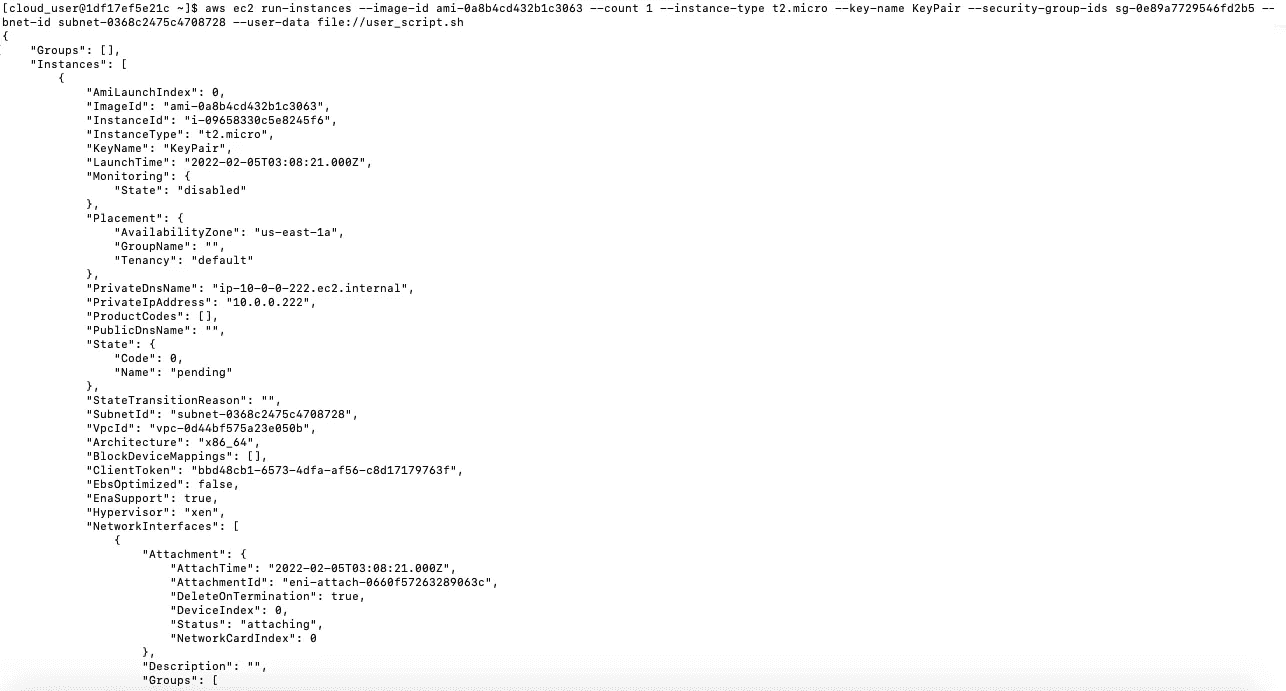 [cloud_user@1df17ef5e21c ~]$ aws ec2 run-instances --image-id ami-0a8b4cd432b1c3063 --count 1 --instance-type t2.micro --key-name KeyPair --security-group-ids sg-0e89a7729546fd2b5 --
bnet-id subnet-0368c2475c4708728 --user-data file://user_script.sh
{
    "Groups": [],
    "Instances": [
        {
            "AmiLaunchIndex": 0,
            "ImageId": "ami-0a8b4cd432b1c3063",
            "InstanceId": "i-09658330c5e8245f6",
            "InstanceType": "t2.micro",
            "KeyName": "KeyPair",
            "LaunchTime": "2022-02-05T03:08:21.000Z",
            "Monitoring": {
                "State": "disabled"
            },
            "Placement": {
                "AvailabilityZone": "us-east-1a",
                "GroupName": "",
                "Tenancy": "default"
            },
            "PrivateDnsName": "ip-10-0-0-222.ec2.internal",
            "PrivateIpAddress": "10.0.0.222",
            "ProductCodes": [],
            "PublicDnsName": "",
            "State": {
                "Code": 0,
                "Name": "pending"
            },
            "StateTransitionReason": "",
            "SubnetId": "subnet-0368c2475c4708728",
            "VpcId": "vpc-0d44bf575a23e050b",
            "Architecture": "x86_64",
            "BlockDeviceMappings": [],
            "ClientToken": "bbd48cb1-6573-4dfa-af56-c8d17179763f",
            "EbsOptimized": false,
            "EnaSupport": true,
            "Hypervisor": "xen",
            "NetworkInterfaces": [
                {
                    "Attachment": {
                        "AttachTime": "2022-02-05T03:08:21.000Z",
                        "AttachmentId": "eni-attach-0660f57263289063c",
                        "DeleteOnTermination": true,
                        "DeviceIndex": 0,
                        "Status": "attaching",
                        "NetworkCardIndex": 0
                    },
                    "Description": "",
                    "Groups": [